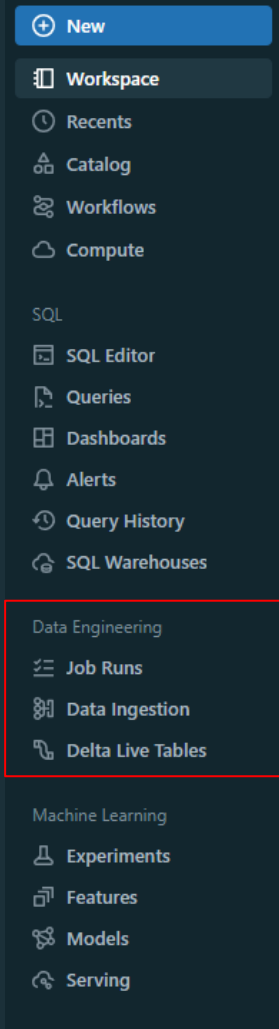 New
Workspace
Recents
Catalog
Workflows
Compute
SQL
SQL Editor
Queries
Dashboards
Alerts
Query History
SQL Warehouses
Data Engineering
Job Runs
Data Ingestion
Delta Live Tables
Machine Learning
Experiments
Features
Models
Serving